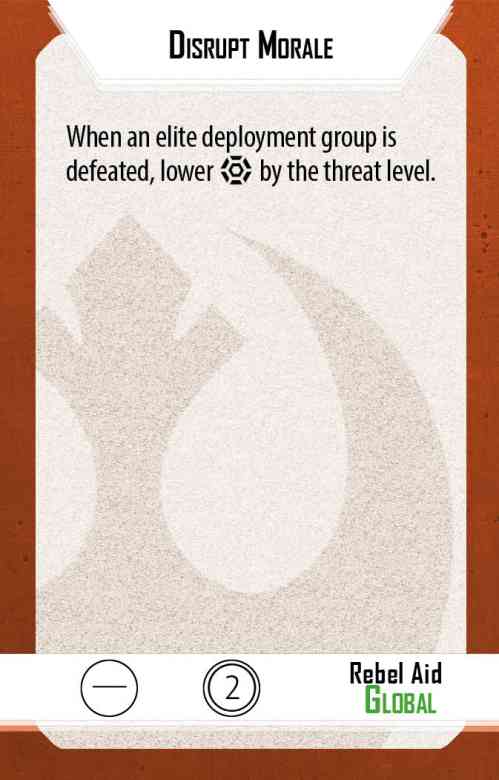 Disrupt Morale
When an elite deployment group is
defeated, lower by the threat level.
— 2 Rebel Aid
Global